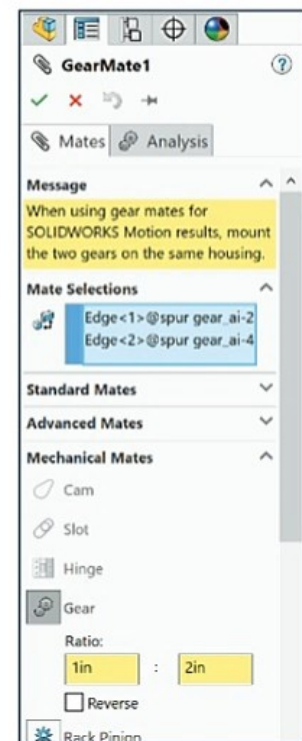 GearMate1
?
Mates Analysis
Message
When using gear mates for
SOLIDWORKS Motion results, mount
the two gears on the same housing.
Mate Selections
Edge<1>@spur gear_ai-2
Edge<2>@spur gear_ai-4
Standard Mates
Advanced Mates
Mechanical Mates
Cam
Slot
Hinge
Gear
Ratio:
1in : 2in
Reverse
Rack Pinion